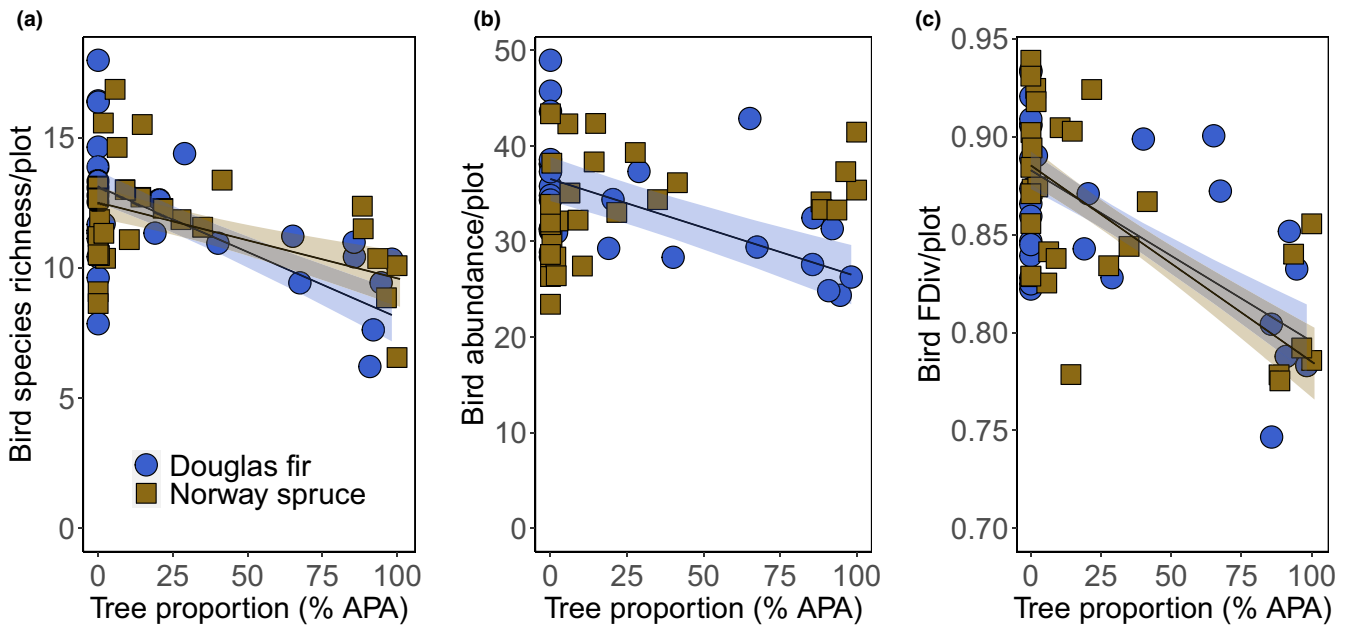 (a)
Bird species richness/plot
15
10
5
0
0 25 50 75 100
Tree proportion (% APA)
Douglas fir
Norway spruce
(b)
Bird abundance/plot
50
40
30
20
10
0
0 25 50 75 100
Tree proportion (% APA)
(c)
Bird FDiv/plot
0.95
0.90
0.85
0.80
0.75
0.70
0 25 50 75 100
Tree proportion (% APA)